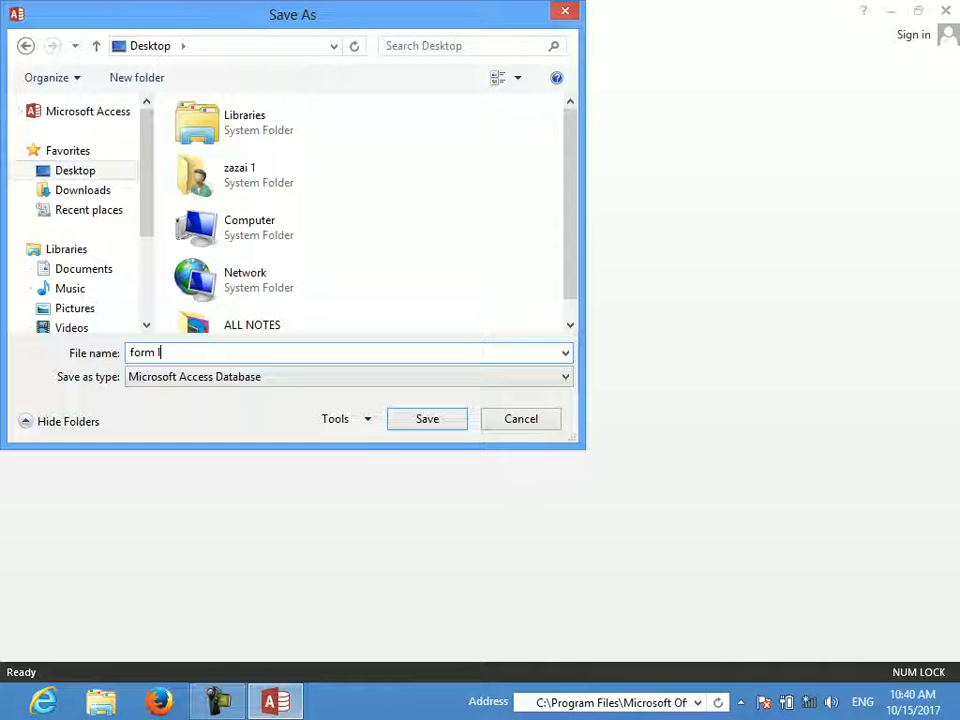 Save As
Sign in
Desktop
Search Desktop
Organize
New folder
Microsoft Access
Favorites
Desktop
Downloads
Recent places
Libraries
Documents
Music
Pictures
Videos
Libraries
System Folder
zazai 1
System Folder
Computer
System Folder
Network
System Folder
ALL NOTES
File name: form l
Save as type: Microsoft Access Database
Hide Folders
Tools
Save
Cancel
Ready
NUM LOCK
Address
C:\Program Files\Microsoft Of
ENG
10:40 AM
10/15/2017